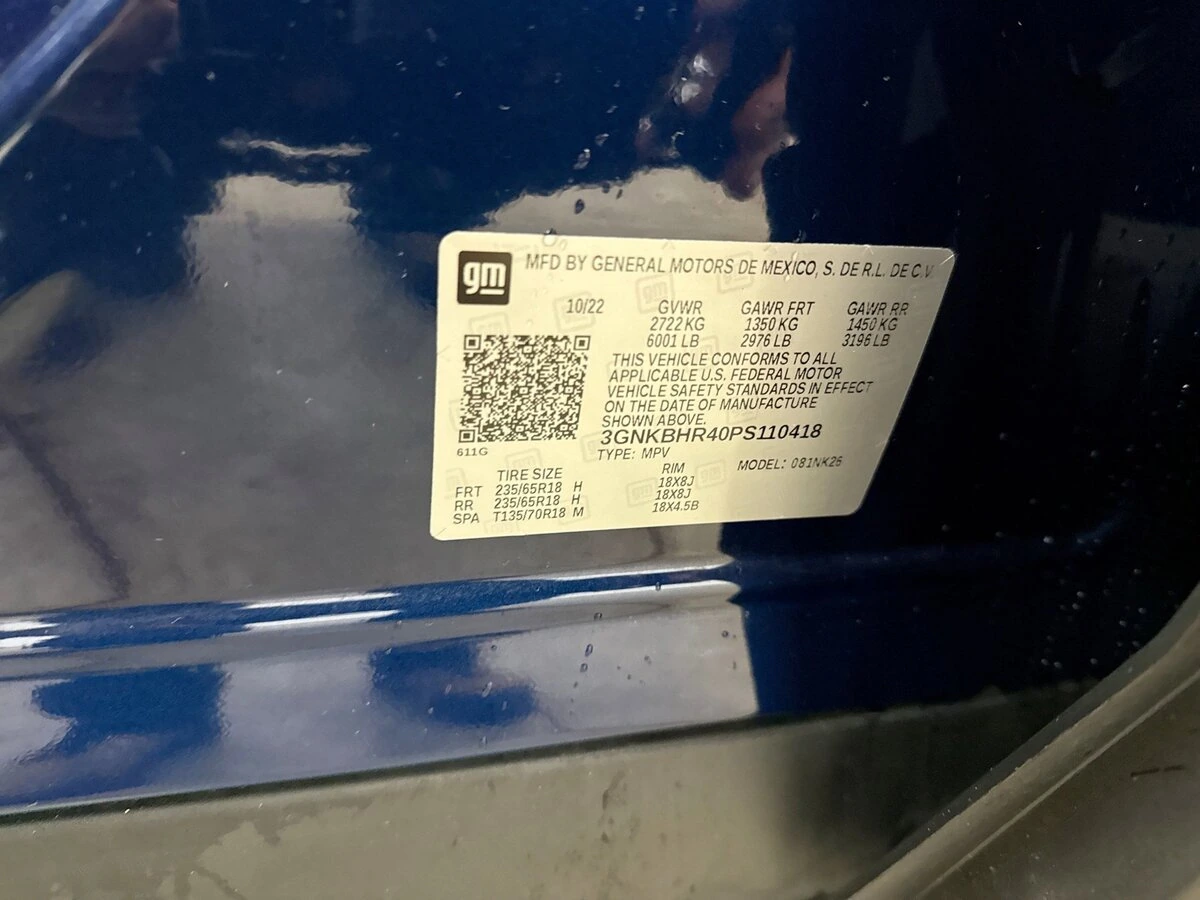 gm MFD BY GENERAL MOTORS DE MEXICO, S. DE R.L. DE C.V.
10/22 GVWR GAWR FRT GAWR RR
2722 KG 1350 KG 1450 KG
6001 LB 2976 LB 3196 LB
THIS VEHICLE CONFORMS TO ALL
APPLICABLE U.S. FEDERAL MOTOR
VEHICLE SAFETY STANDARDS IN EFFECT
ON THE DATE OF MANUFACTURE
SHOWN ABOVE.
3GNKBHR40PS110418
611G TYPE: MPV MODEL: 081NK26
TIRE SIZE RIM
FRT 235/65R18 H 18X8J
RR 235/65R18 H 18X8J
SPA T135/70R18 M 18X4.5B